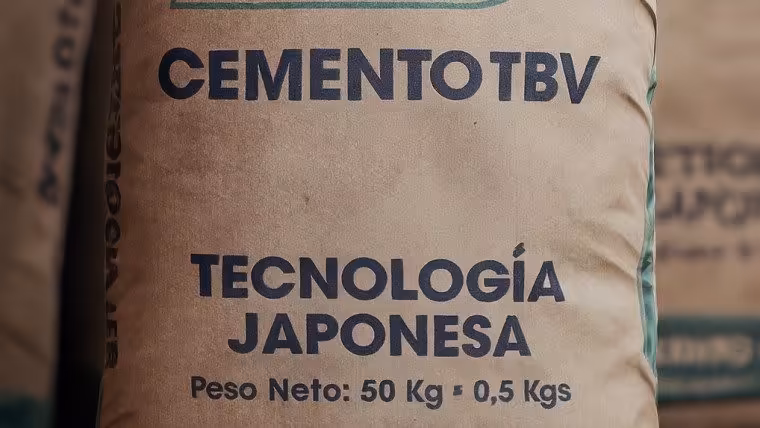 CEMENTO TBV
TECNOLOGÍA
JAPONESA
Peso Neto: 50 Kg - 0,5 Kgs